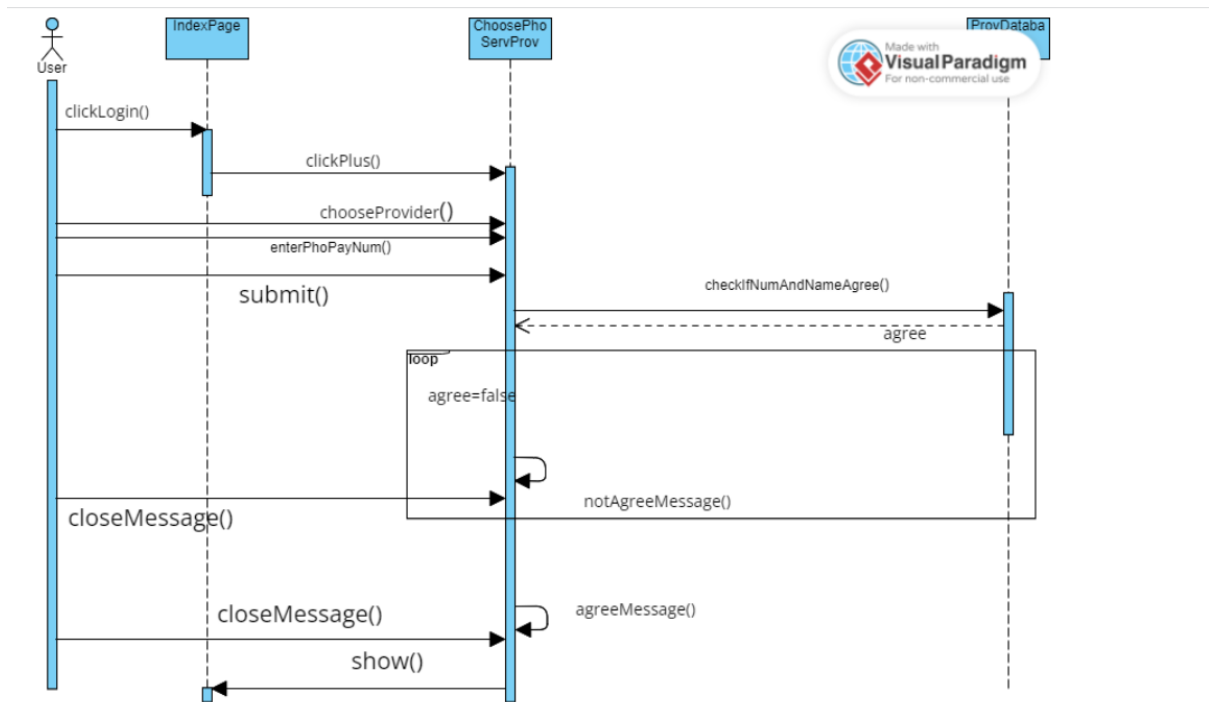 IndexPage
ChoosePho
ServProv
ProvDataba
Made with
Visual Paradigm
For non-commercial use
User
clickLogin()
clickPlus()
chooseProvider()
enterPhoPayNum()
submit()
checkIfNumAndNameAgree()
agree
loop
agree=false
notAgreeMessage()
closeMessage()
closeMessage()
agreeMessage()
show()